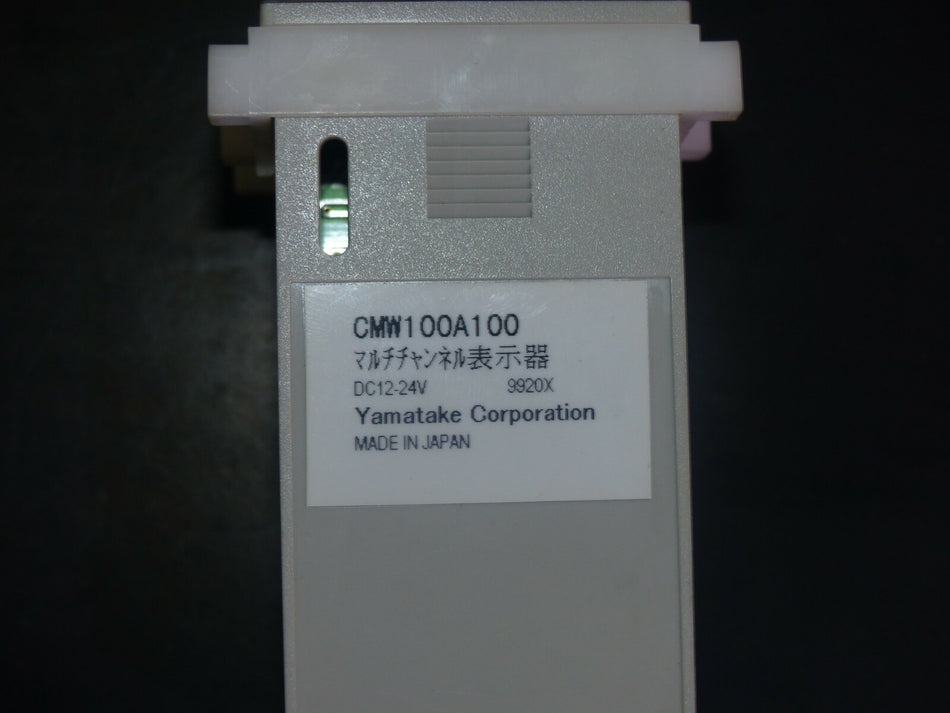 CMW100A100
マルチチャンネル表示器
DC12-24V 9920X
Yamatake Corporation
MADE IN JAPAN